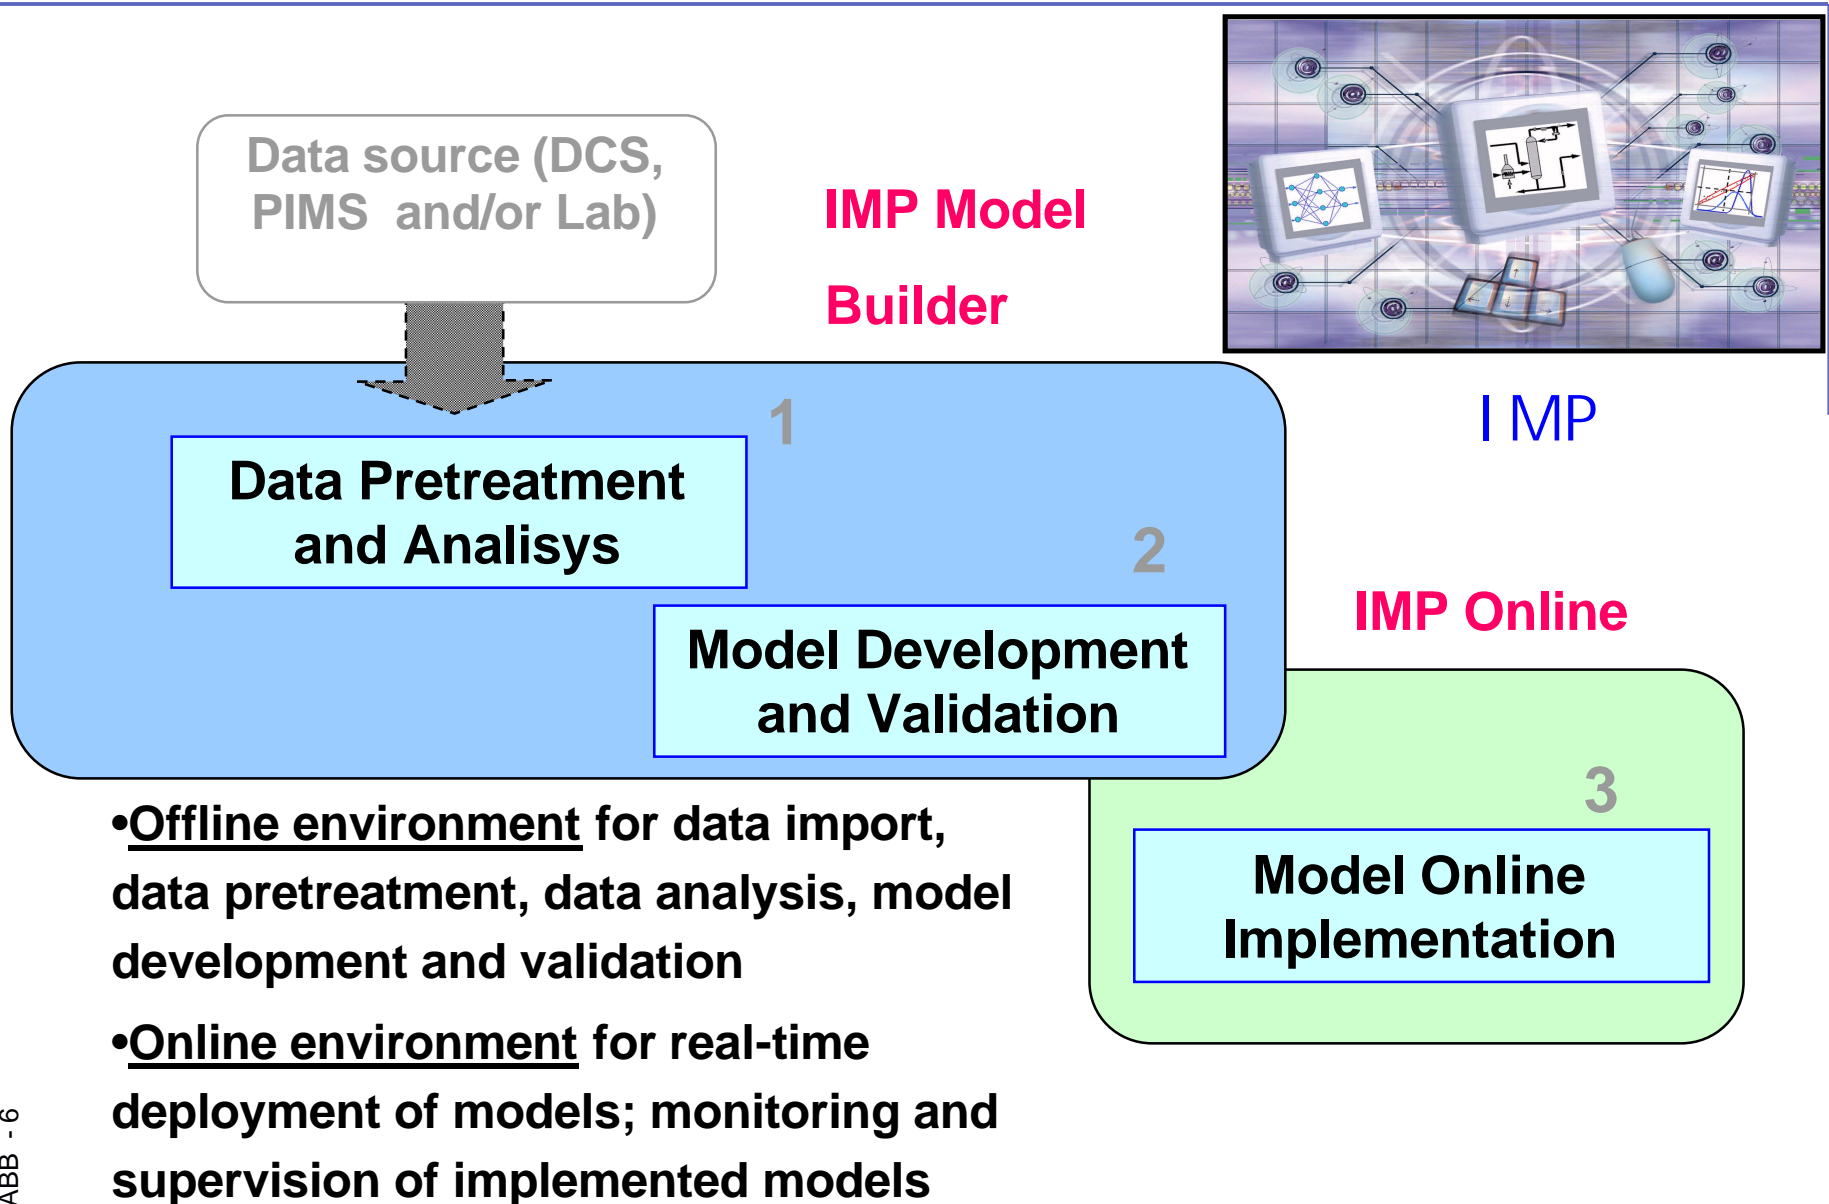 Data source (DCS,
PIMS and/or Lab)
IMP Model
Builder
IMP
1
Data Pretreatment
and Analisys
2
Model Development
and Validation
IMP Online
3
Model Online
Implementation
•Offline environment for data import,
data pretreatment, data analysis, model
development and validation
•Online environment for real-time
deployment of models; monitoring and
supervision of implemented models
ABB - 6